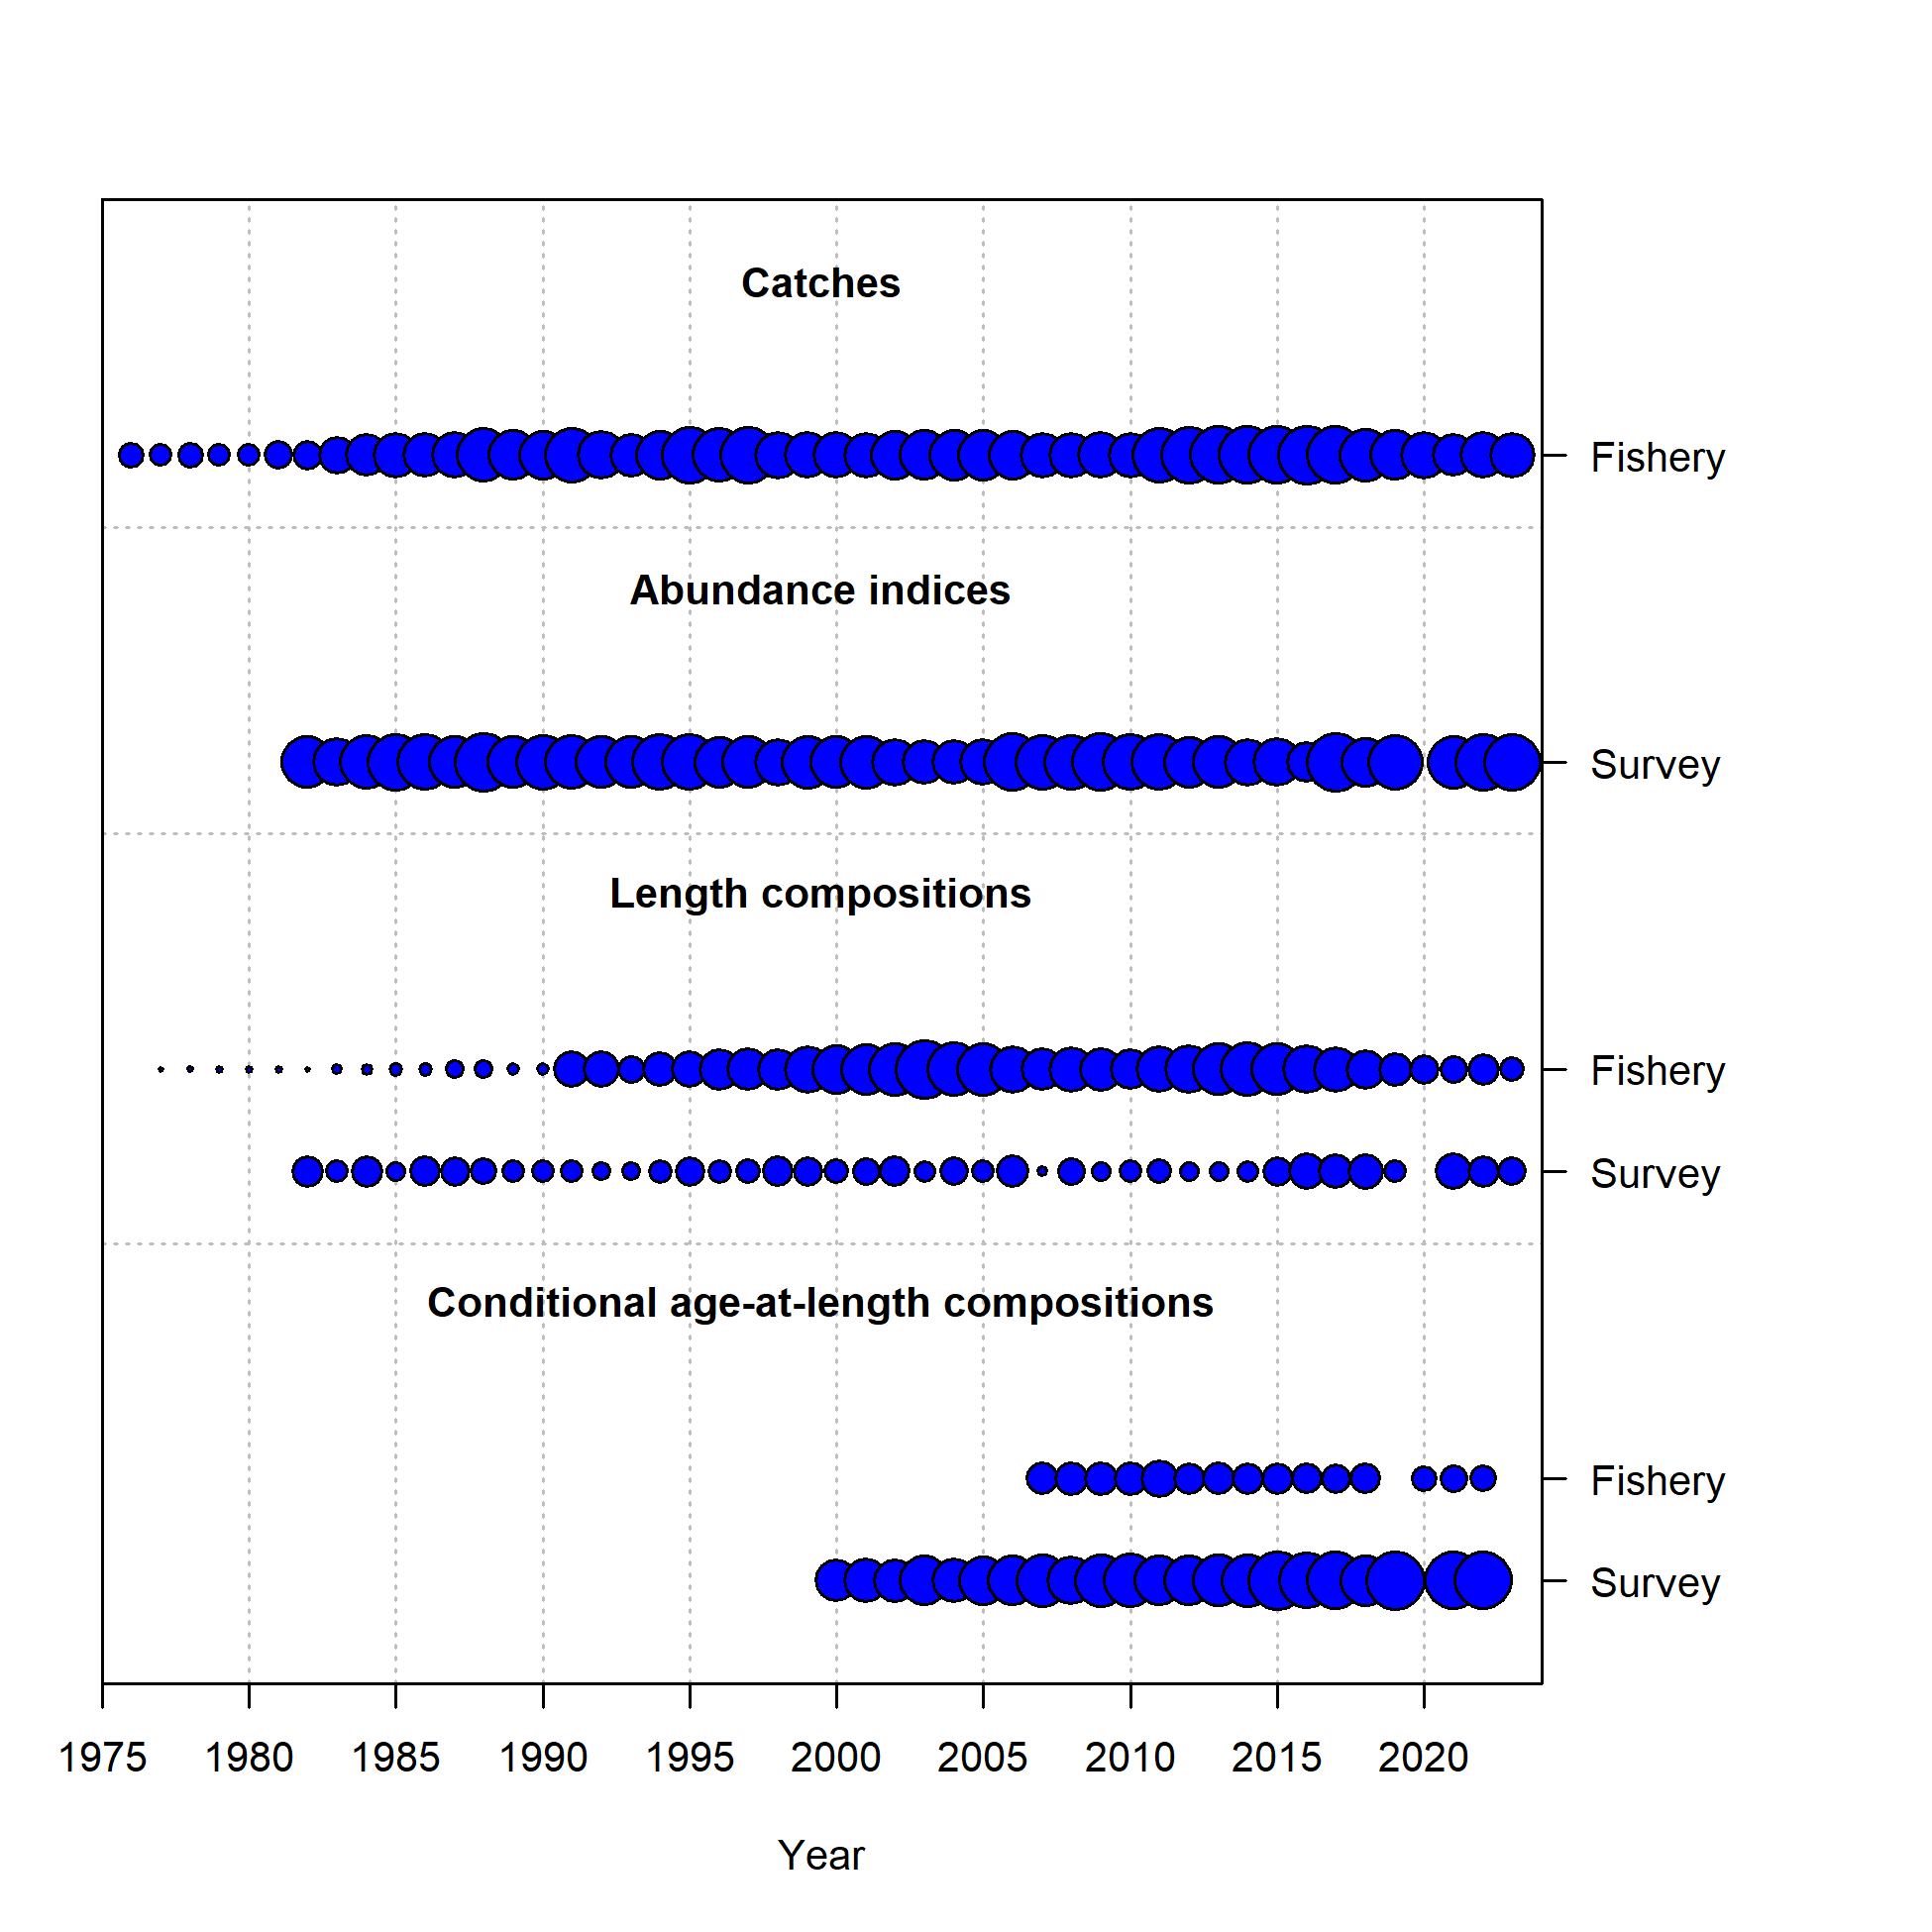 Catches
Fishery
Abundance indices
Survey
Length compositions
Fishery
Survey
Conditional age-at-length compositions
Fishery
Survey
1975 1980 1985 1990 1995 2000 2005 2010 2015 2020
Year